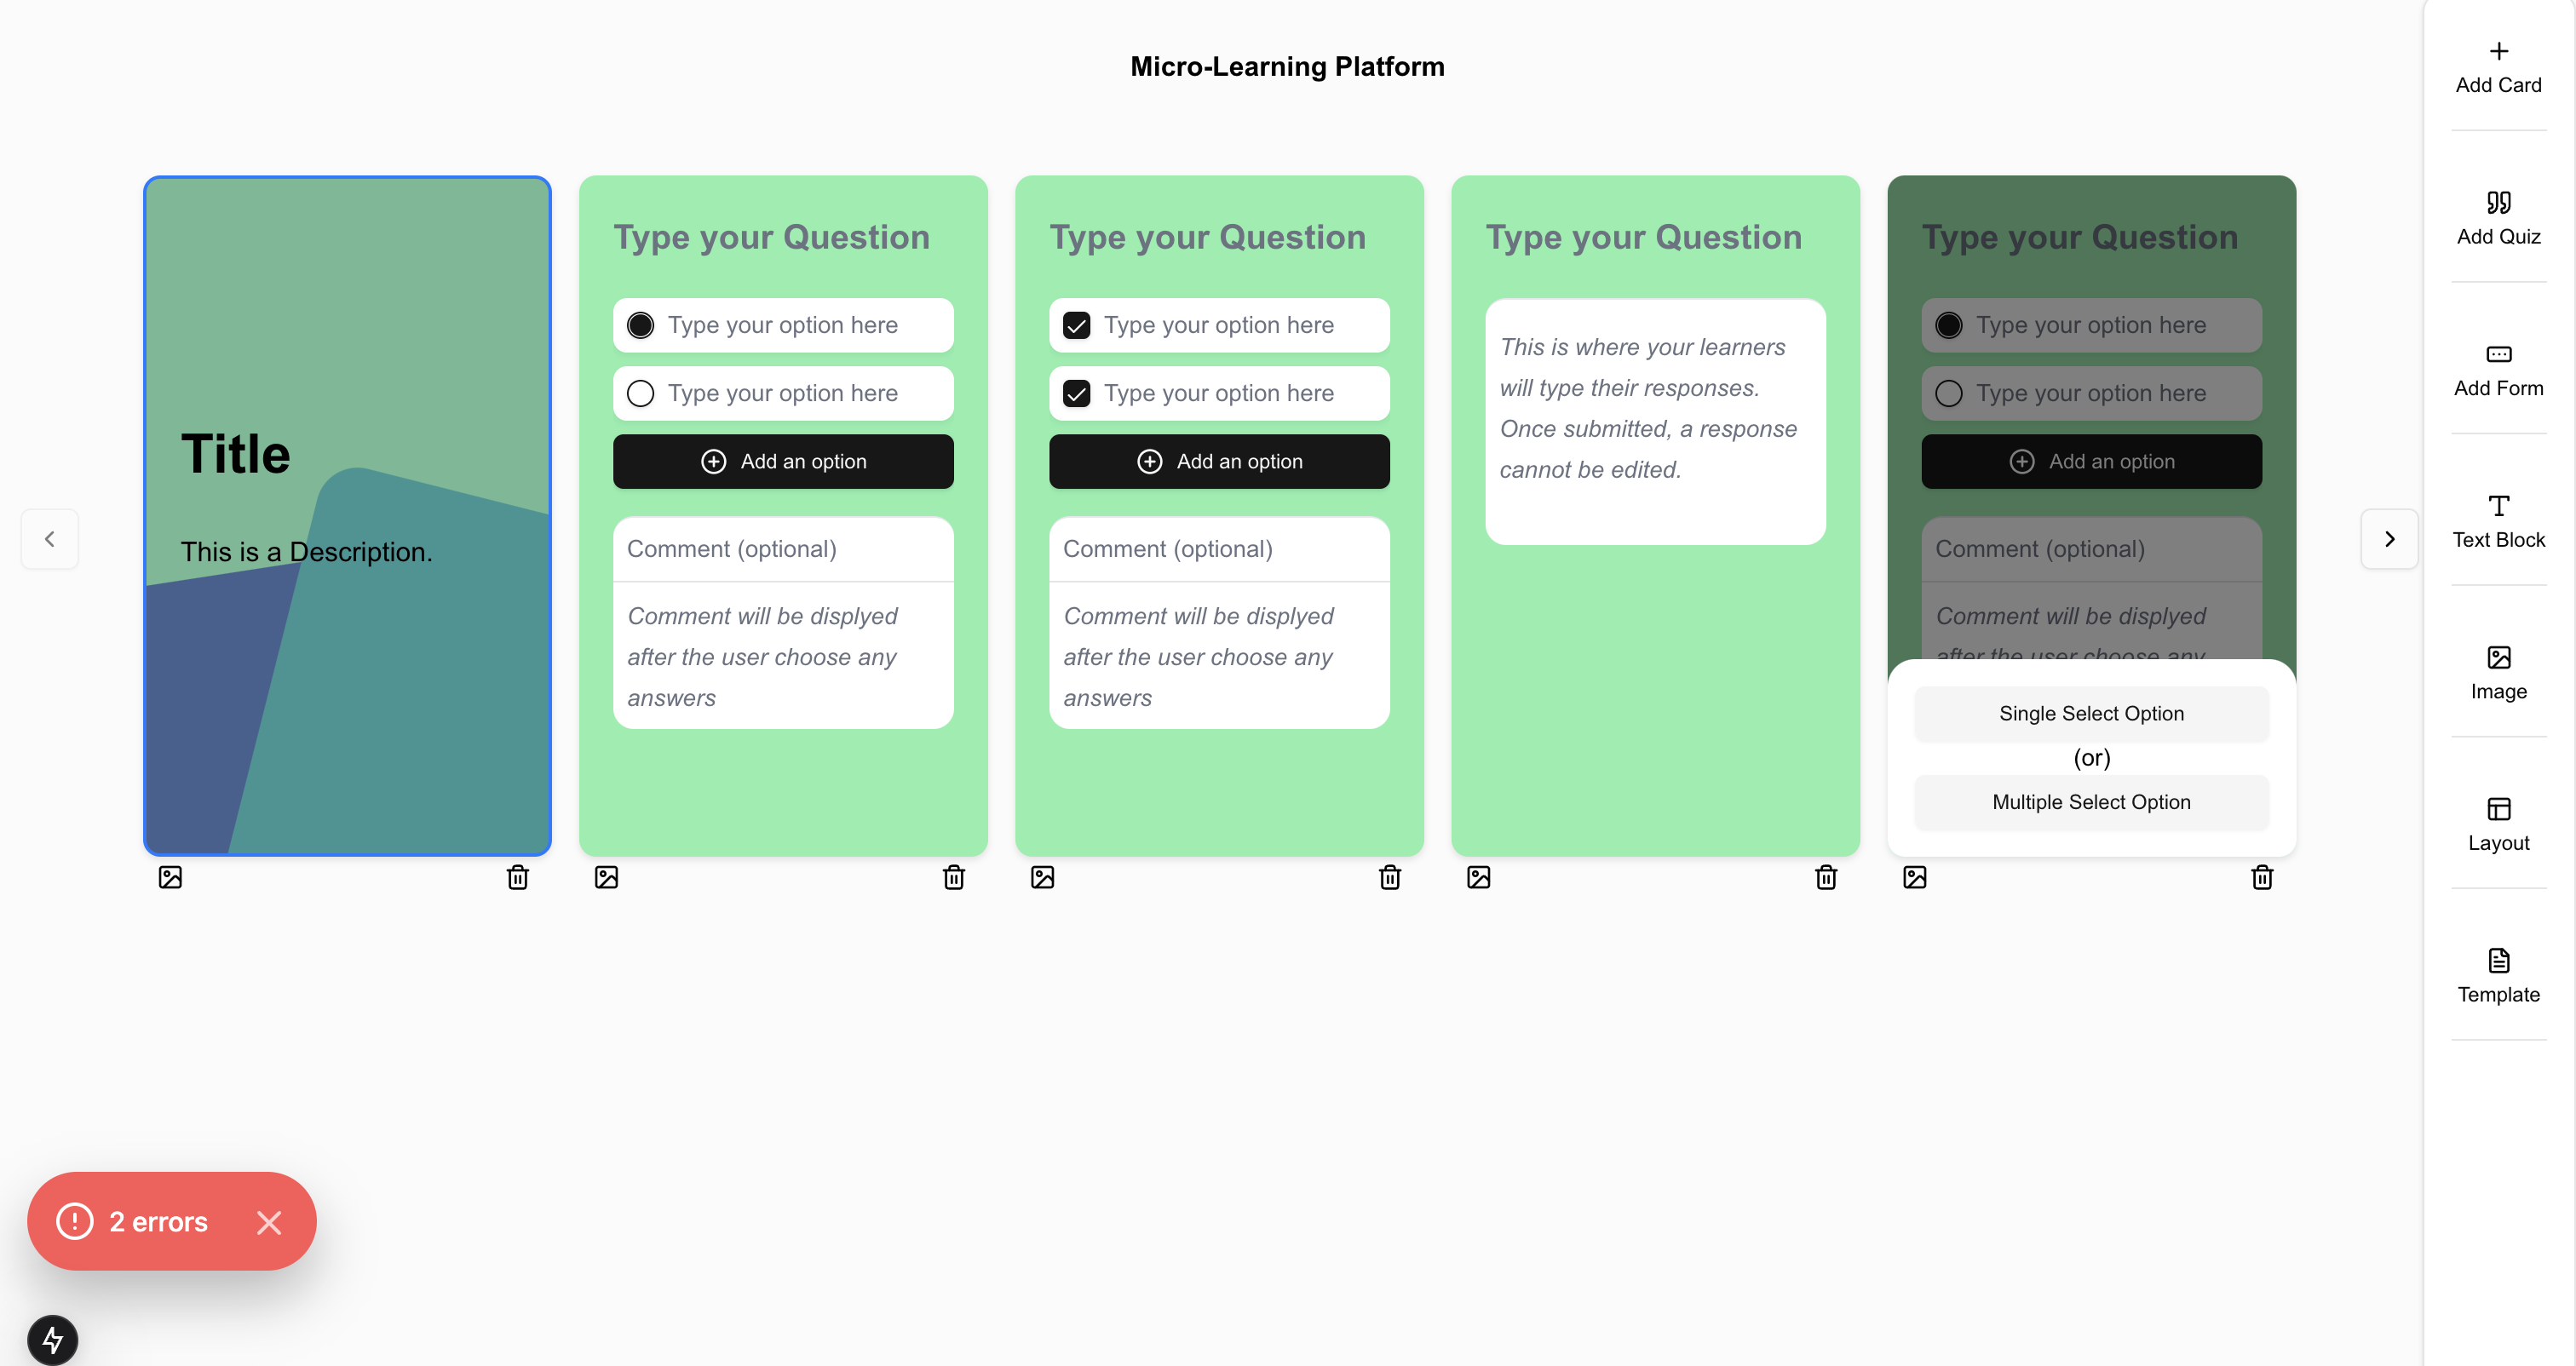 Micro-Learning Platform
Title
This is a Description.
Type your Question
Type your option here
Type your option here
Add an option
Comment (optional)
Comment will be displyed
after the user choose any
answers
Type your Question
Type your option here
Type your option here
Add an option
Comment (optional)
Comment will be displyed
after the user choose any
answers
Type your Question
This is where your learners
will type their responses.
Once submitted, a response
cannot be edited.
Type your Question
Type your option here
Type your option here
Add an option
Comment (optional)
Comment will be displyed
after the user choose any
Single Select Option
(or)
Multiple Select Option
Add Card
Add Quiz
Add Form
Text Block
Image
Layout
Template
2 errors